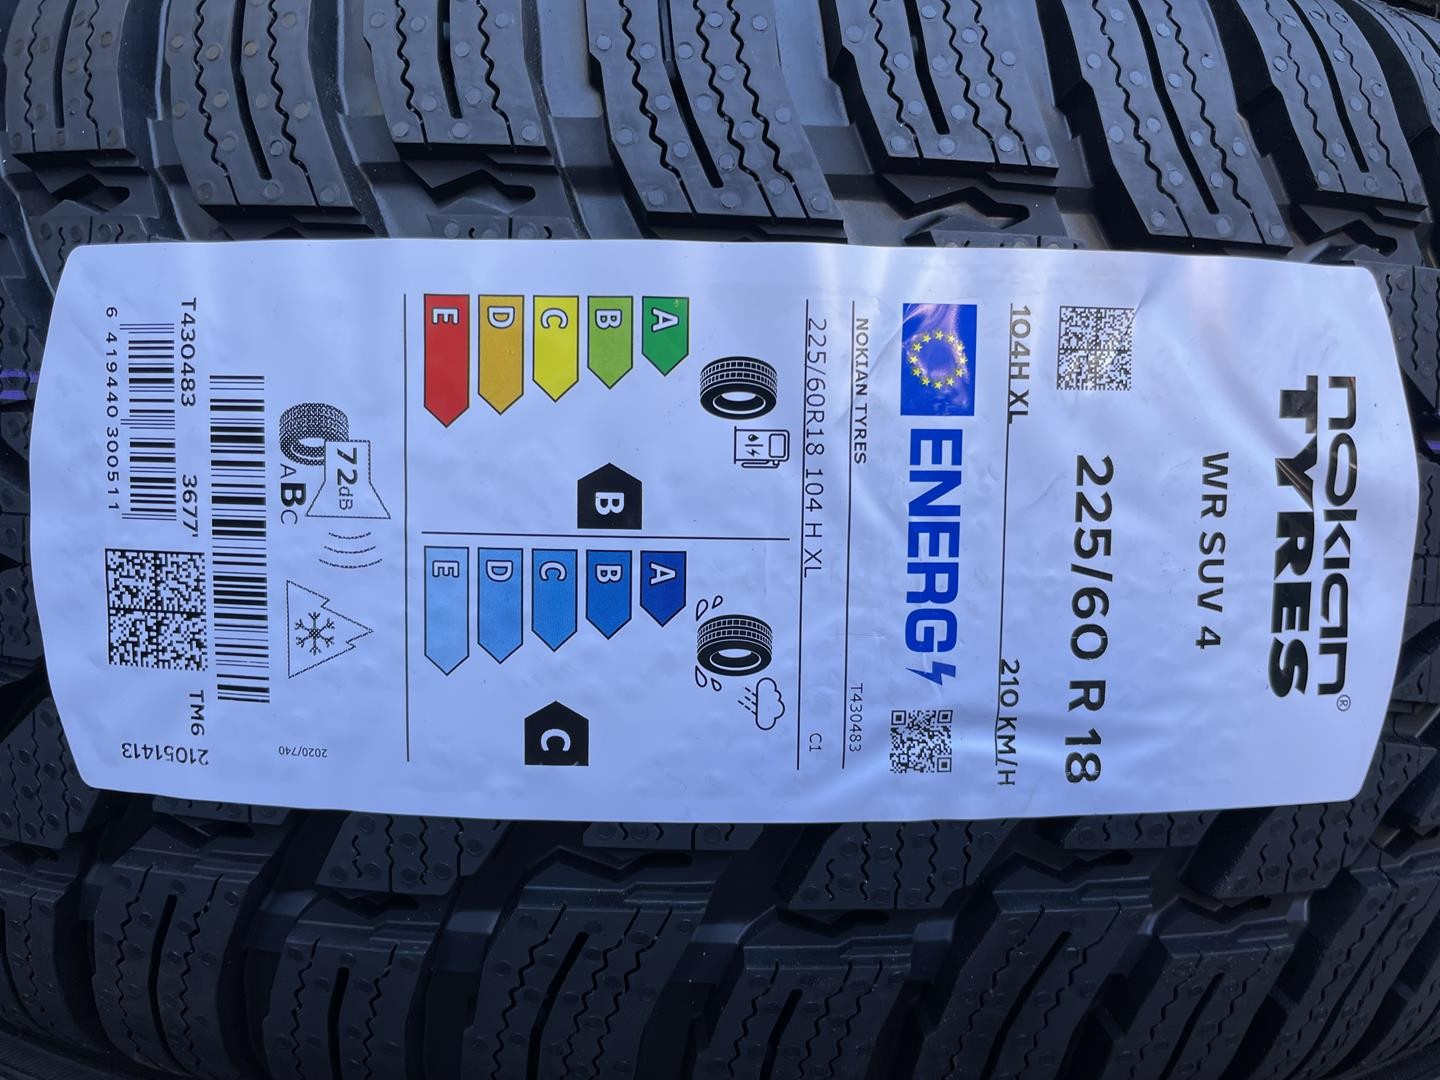 nokian®
TYRES
WR SUV 4
225/60 R 18
104H XL 210 KM/H
ENERG
NOKIAN TYRES T430483
225/60R18 104 H XL C1
A
B
C
D
E
B
A
B
C
D
E
C
72dB
ABC
2020/740
T430483 3677' TM6
6 419440 300511
21051413